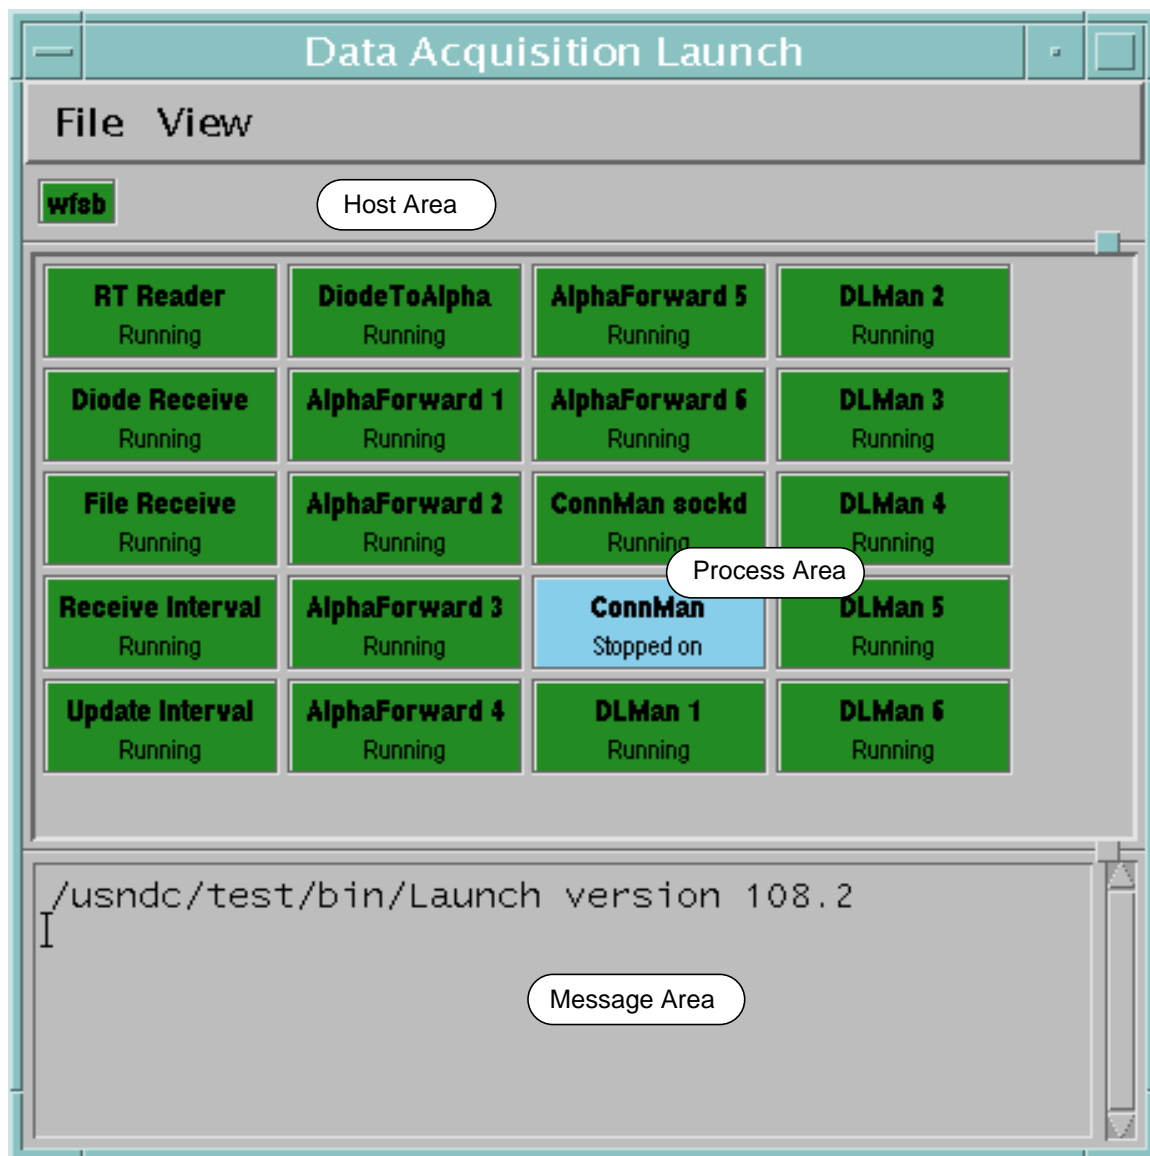 Data Acquisition Launch
File View
wfsb
Host Area
RT Reader DiodeToAlpha AlphaForward 5 DLMan 2
Running Running Running Running
Diode Receive AlphaForward 1 AlphaForward 6 DLMan 3
Running Running Running Running
File Receive AlphaForward 2 ConnMan sockd DLMan 4
Running Running Running Running
Process Area
Receive Interval AlphaForward 3 ConnMan DLMan 5
Running Running Stopped on Running
Update Interval AlphaForward 4 DLMan 1 DLMan 6
Running Running Running Running
/usndc/test/bin/Launch version 108.2
Message Area